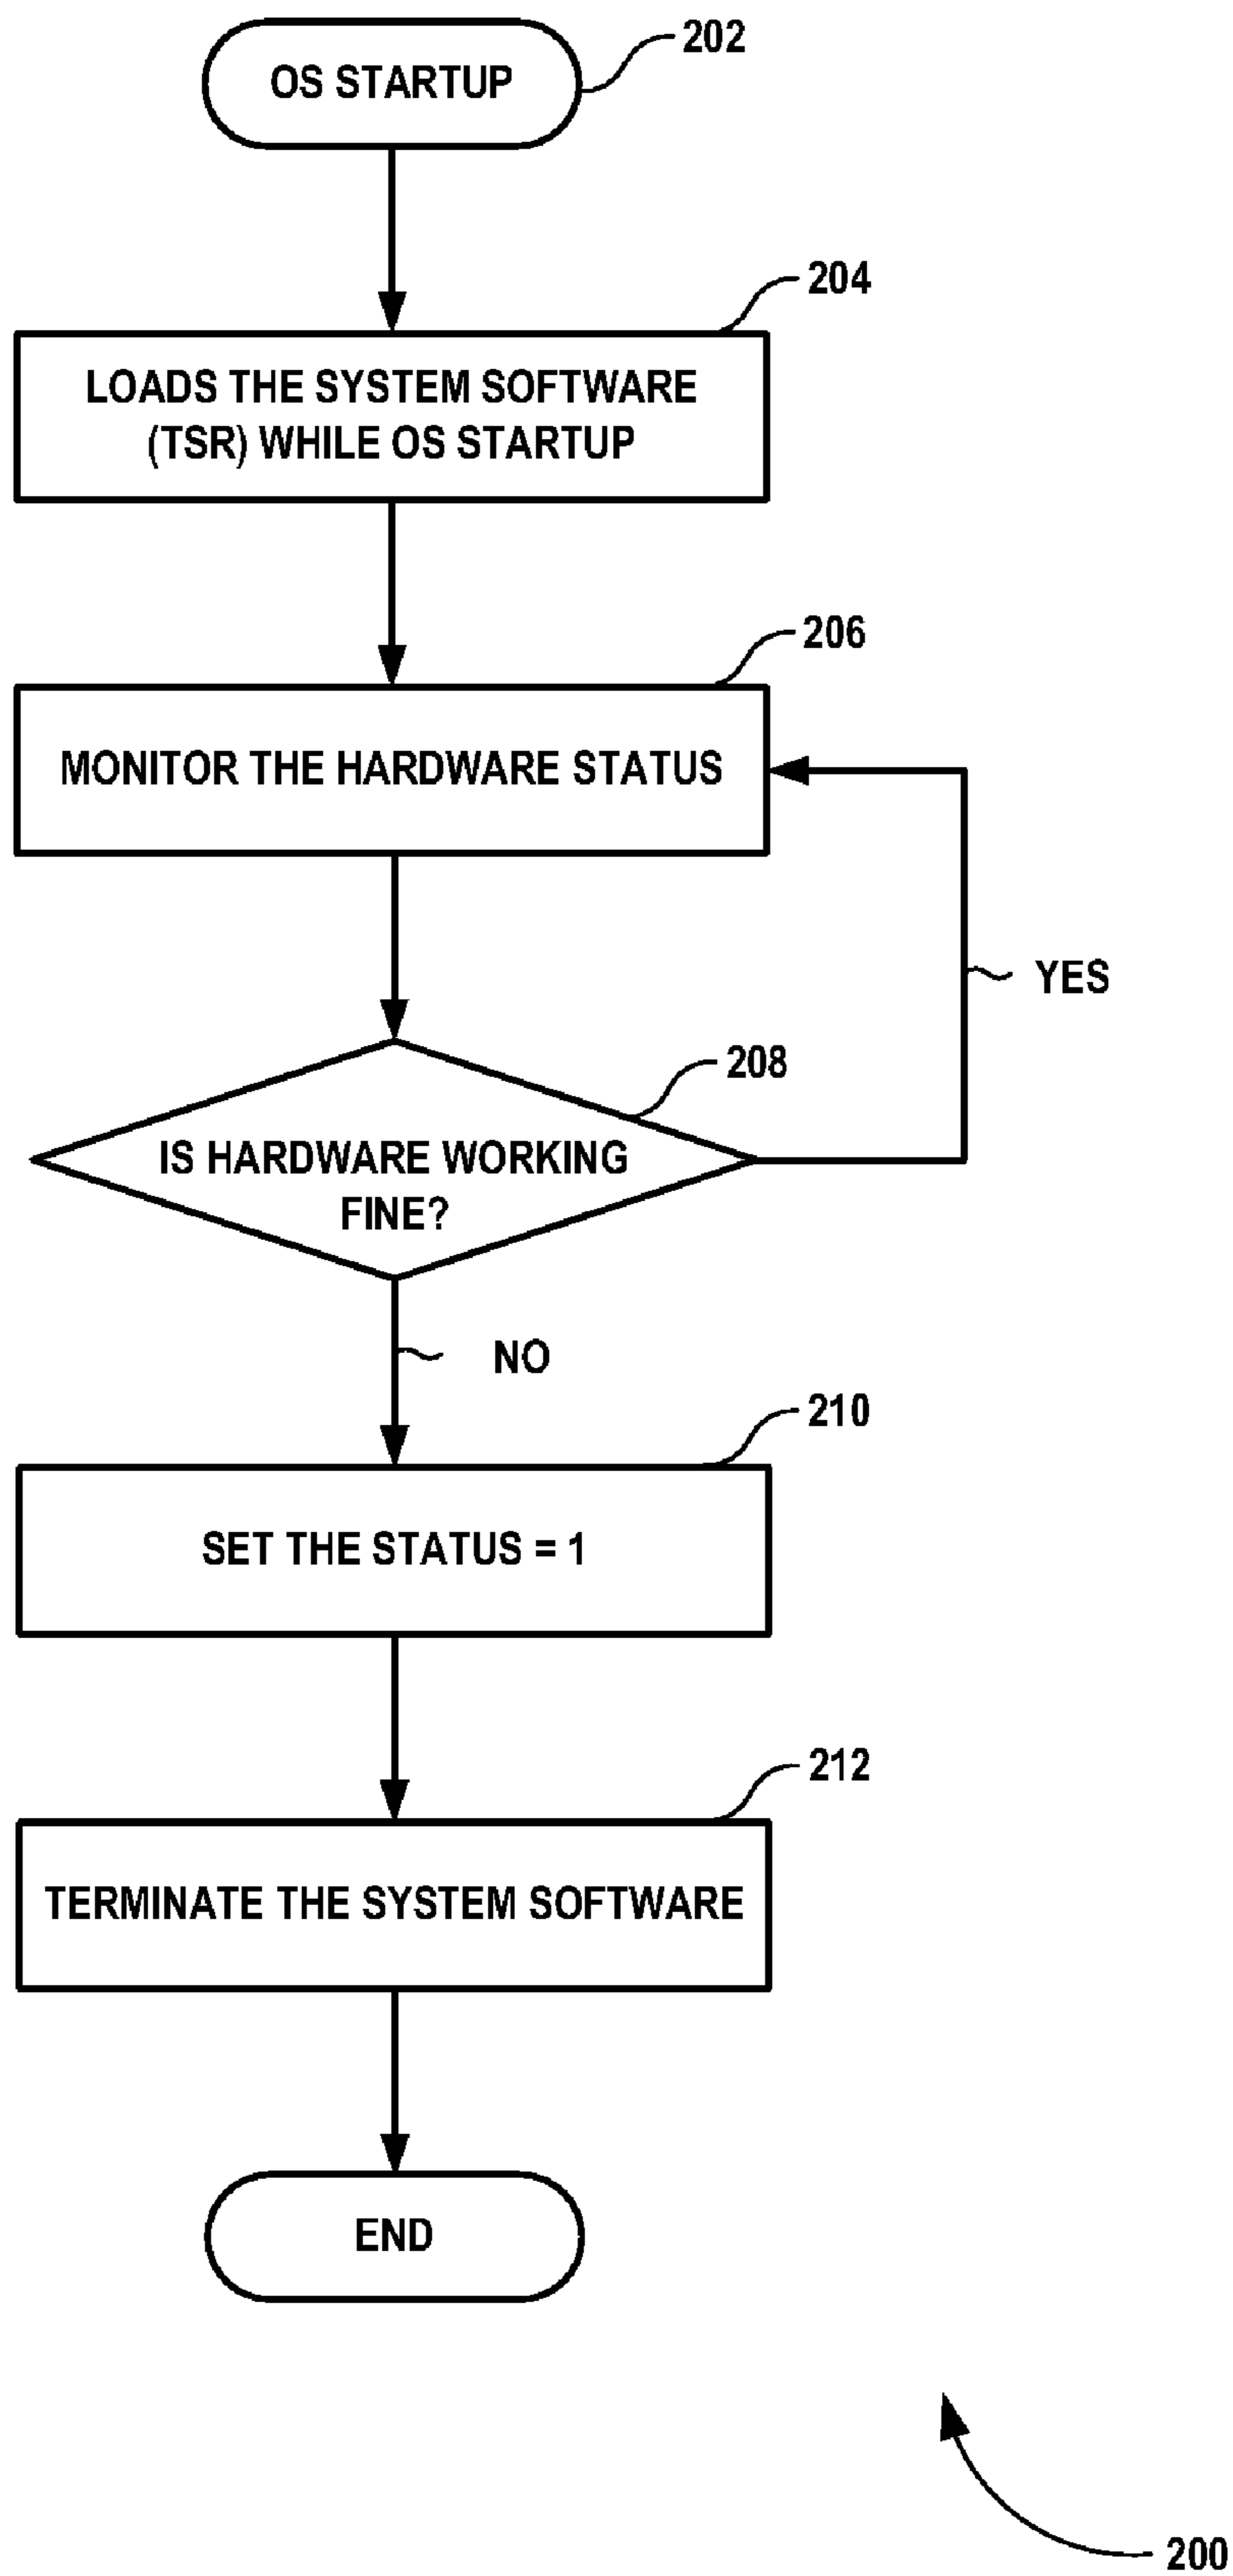 202
OS STARTUP
204
LOADS THE SYSTEM SOFTWARE
(TSR) WHILE OS STARTUP
206
MONITOR THE HARDWARE STATUS
YES
208
IS HARDWARE WORKING
FINE?
NO
210
SET THE STATUS = 1
212
TERMINATE THE SYSTEM SOFTWARE
END
200